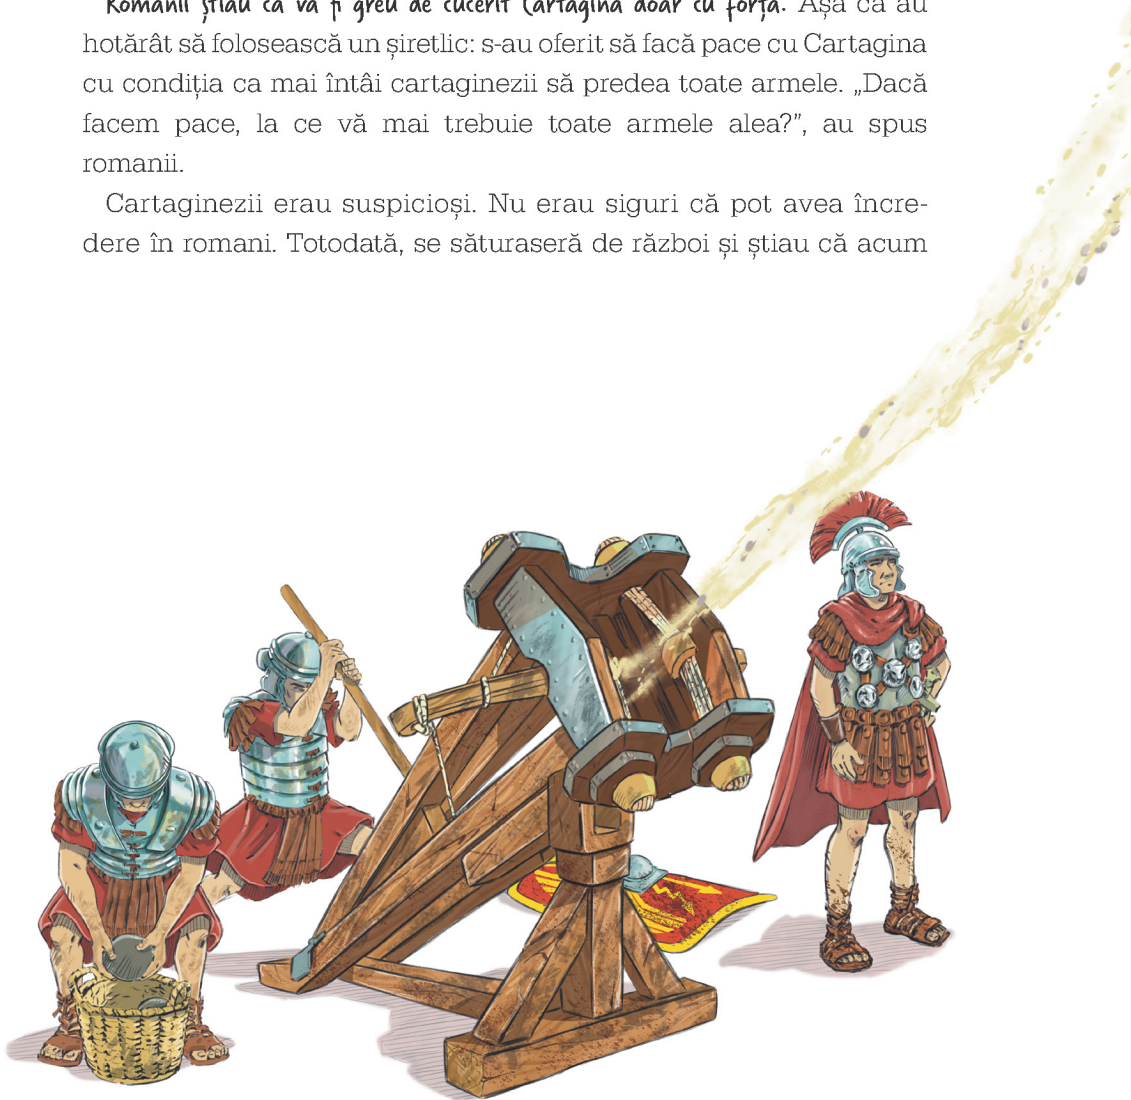 Romanii știau că va fi greu de cucerit Cartagina doar cu forța. Așa că au
hotărât să folosească un șiretlic: s-au oferit să facă pace cu Cartagina
cu condiția ca mai întâi cartaginezii să predea toate armele. „Dacă
facem pace, la ce vă mai trebuie toate armele alea?”, au spus
romanii.
Cartaginezii erau suspicioși. Nu erau siguri că pot avea încre-
dere în romani. Totodată, se săturaseră de război și știau că acum